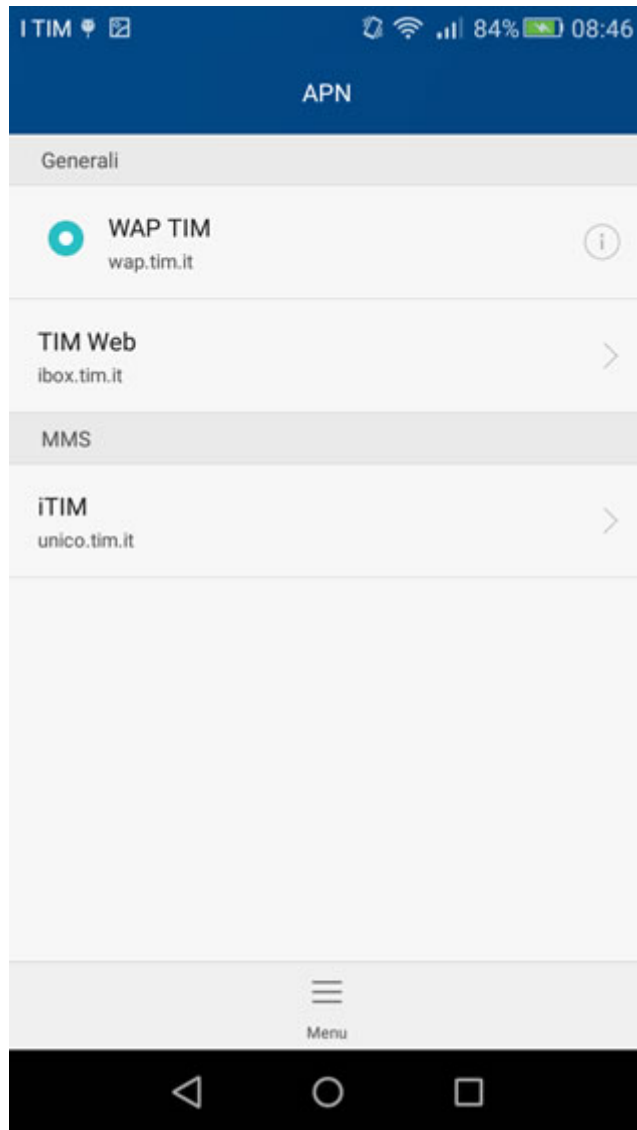 I TIM 84% 08:46
APN
Generali
WAP TIM
wap.tim.it
TIM Web
ibox.tim.it
MMS
iTIM
unico.tim.it
Menu